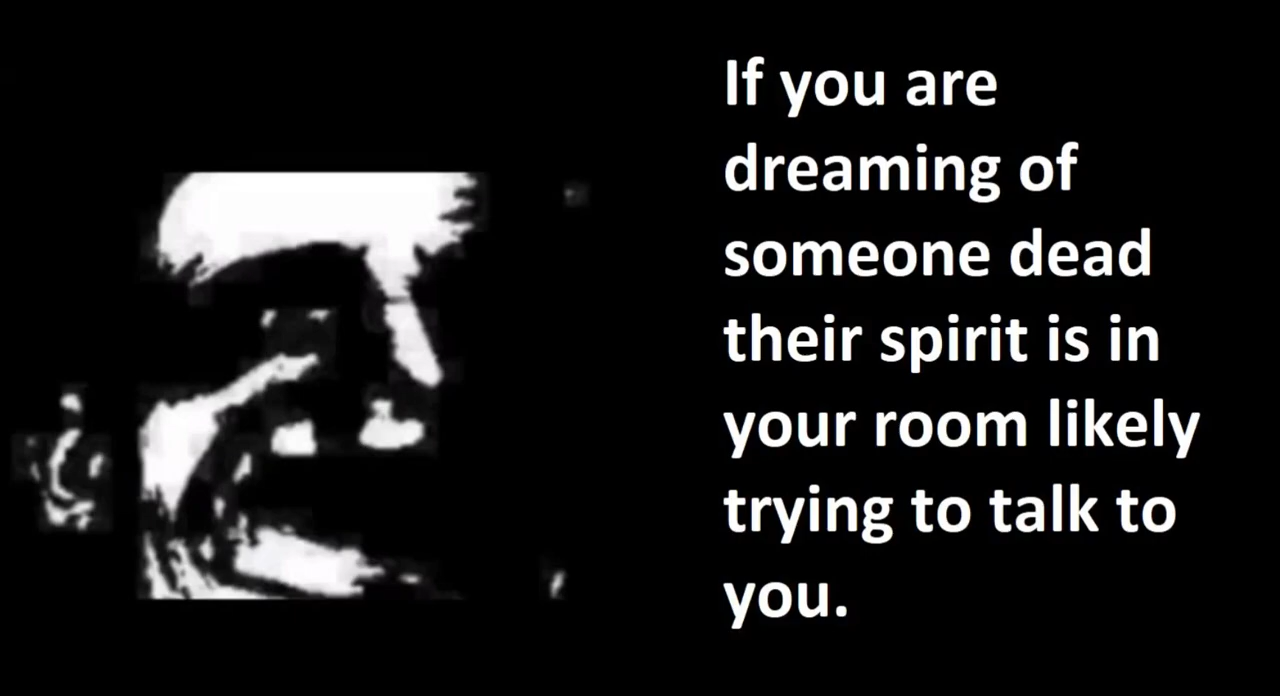 If you are
dreaming of
someone dead
their spirit is in
your room likely
trying to talk to
you.